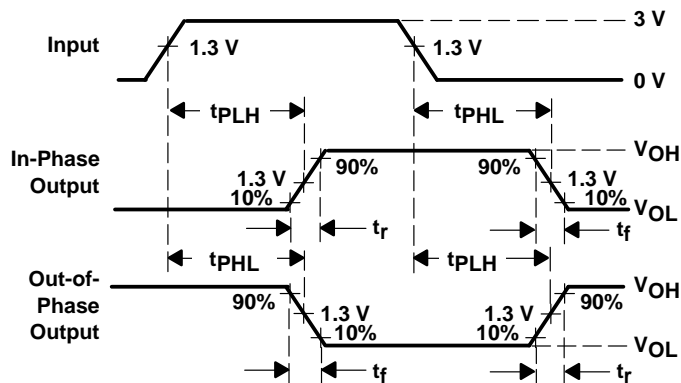 3 V
Input
1.3 V
1.3 V
0 V
tPLH
tPHL
In-Phase
Output
VOH
90%
90%
1.3 V
1.3 V
10%
10%
VOL
tr
tf
tPHL
tPLH
Out-of-
Phase
Output
VOH
90%
90%
1.3 V
1.3 V
10%
10%
VOL
tf
tr